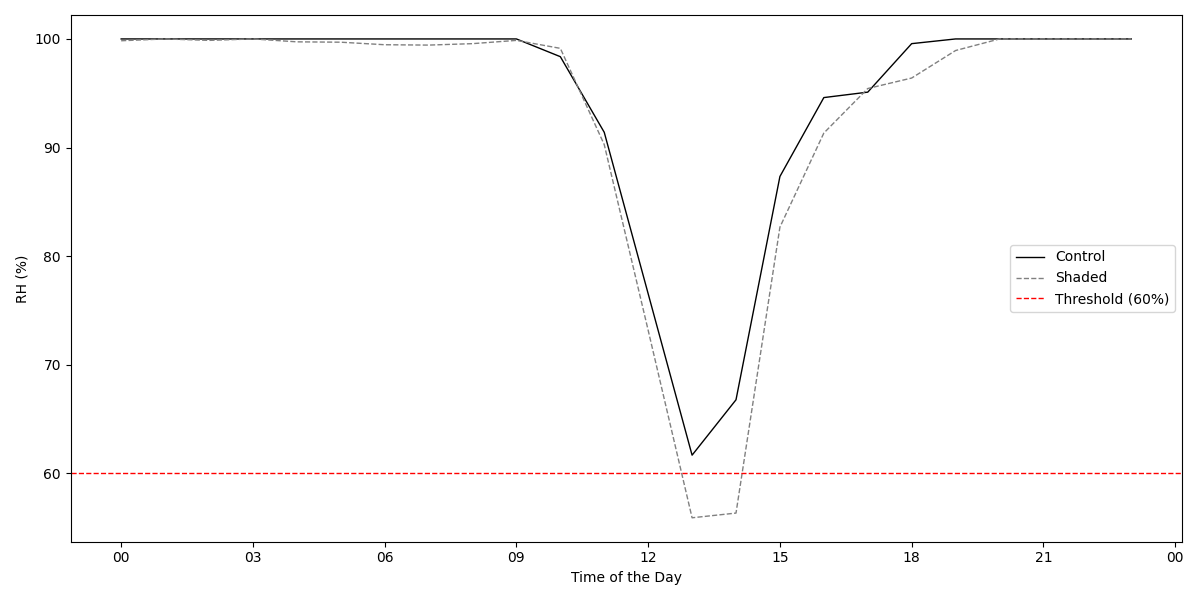 100
90
80
70
60
RH (%)
Control
Shaded
Threshold (60%)
00 03 06 09 12 15 18 21 00
Time of the Day